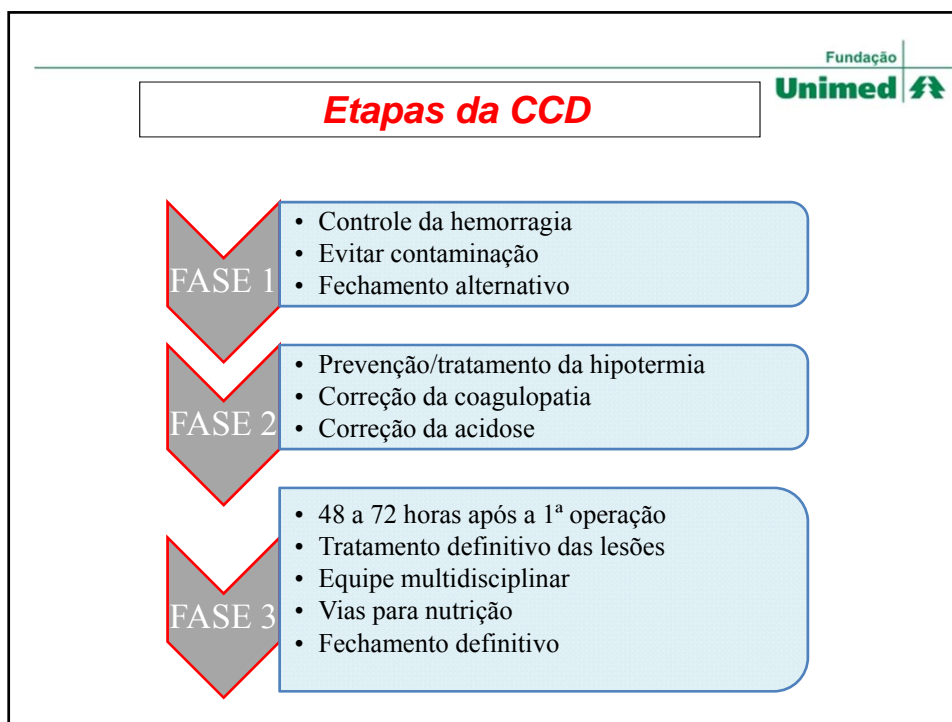 Fundação
Unimed
Etapas da CCD
FASE 1
• Controle da hemorragia
• Evitar contaminação
• Fechamento alternativo
FASE 2
• Prevenção/tratamento da hipotermia
• Correção da coagulopatia
• Correção da acidose
FASE 3
• 48 a 72 horas após a 1ª operação
• Tratamento definitivo das lesões
• Equipe multidisciplinar
• Vias para nutrição
• Fechamento definitivo